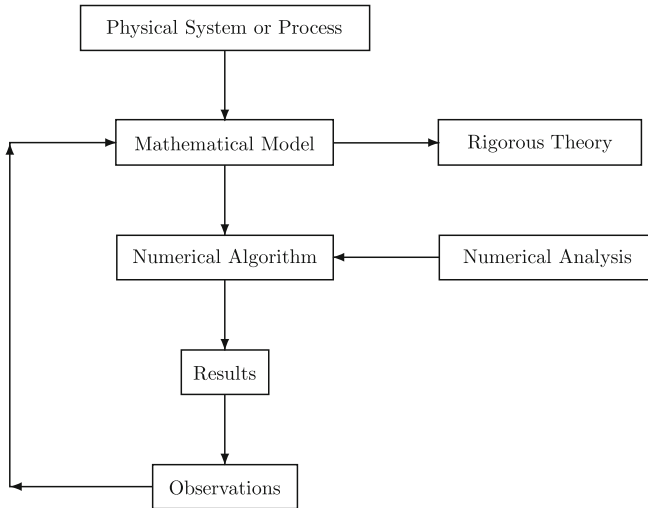 Physical System or Process
Mathematical Model
Rigorous Theory
Numerical Algorithm
Numerical Analysis
Results
Observations